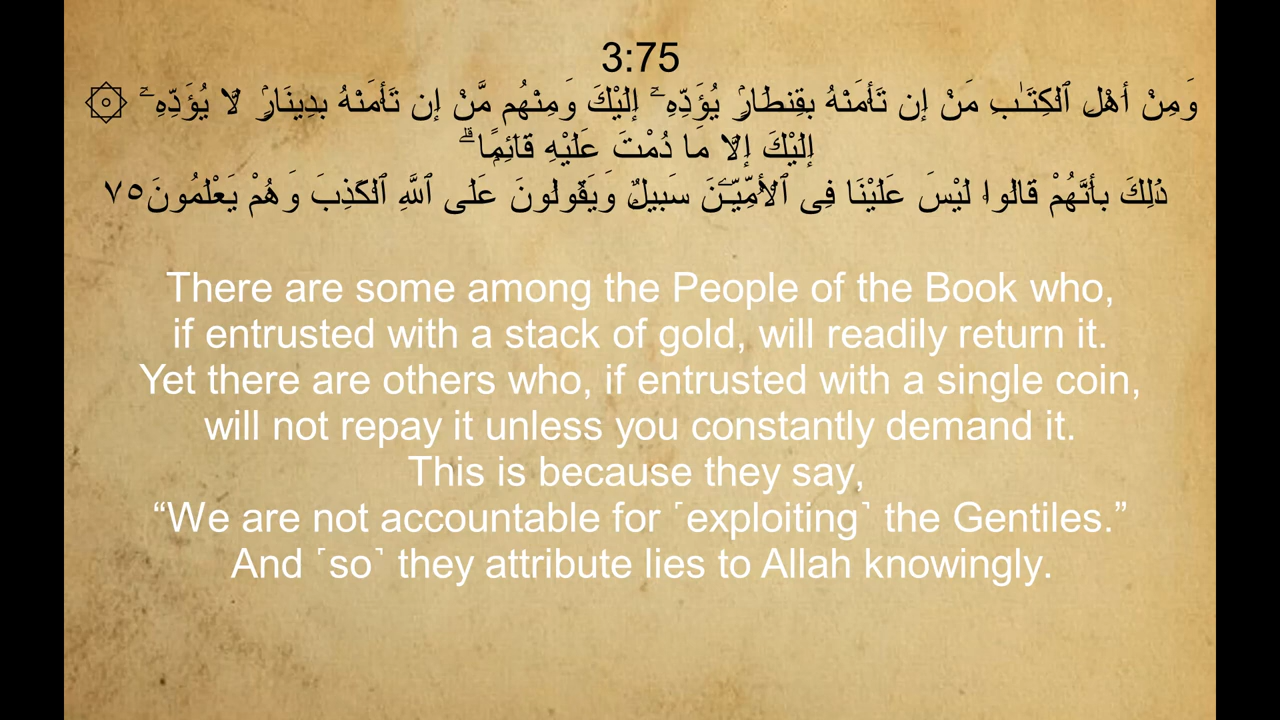 3:75
۞ وَمِنْ أَهْلِ ٱلْكِتَـٰبِ مَنْ إِن تَأْمَنْهُ بِقِنطَارٍۢ يُؤَدِّهِۦٓ إِلَيْكَ وَمِنْهُم مَّنْ إِن تَأْمَنْهُ بِدِينَارٍۢ لَّا يُؤَدِّهِۦٓ
إِلَيْكَ إِلَّا مَا دُمْتَ عَلَيْهِ قَآئِمًۭا ۗ
ذَٰلِكَ بِأَنَّهُمْ قَالُوا۟ لَيْسَ عَلَيْنَا فِى ٱلْأُمِّيِّـۧنَ سَبِيلٌۭ وَيَقُولُونَ عَلَى ٱللَّهِ ٱلْكَذِبَ وَهُمْ يَعْلَمُونَ ٧٥
There are some among the People of the Book who,
if entrusted with a stack of gold, will readily return it.
Yet there are others who, if entrusted with a single coin,
will not repay it unless you constantly demand it.
This is because they say,
“We are not accountable for ˹exploiting˺ the Gentiles.”
And ˹so˺ they attribute lies to Allah knowingly.